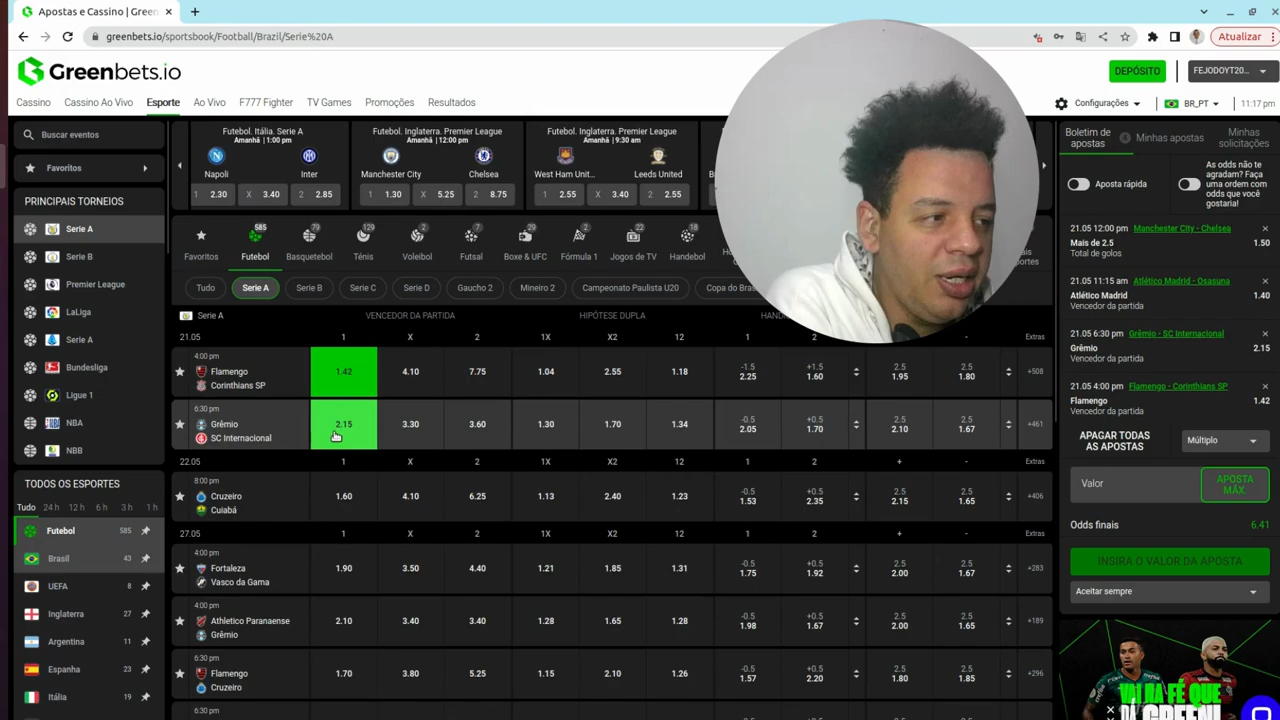 Apostas e Cassino | Green
greenbets.io/sportsbook/Football/Brazil/Serie%20A
Atualizar
Greenbets.io
DEPÓSITO
FEJODOYT20...
Cassino
Cassino Ao Vivo
Esporte
Ao Vivo
F777 Fighter
TV Games
Promoções
Resultados
Configurações
BR_PT
11:17 pm
Buscar eventos
Favoritos
PRINCIPAIS TORNEIOS
Serie A
Serie B
Premier League
LaLiga
Serie A
Bundesliga
Ligue 1
NBA
NBB
TODOS OS ESPORTES
Tudo 24 h 12 h 6 h 3 h 1 h
Futebol 585
Brasil 43
UEFA 8
Inglaterra 27
Argentina 11
Espanha 23
Itália 19
Futebol. Itália. Serie A
Amanhã | 1:00 pm
Napoli Inter
1 2.30 X 3.40 2 2.85
Futebol. Inglaterra. Premier League
Amanhã | 12:00 pm
Manchester City Chelsea
1 1.30 X 5.25 2 8.75
Futebol. Inglaterra. Premier League
Amanhã | 9:30 am
West Ham Unit... Leeds United
1 2.55 X 3.40 2 2.55
585 79 129 2 7 29 2 22 18
Favoritos Futebol Basquetebol Tênis Voleibol Futsal Boxe & UFC Fórmula 1 Jogos de TV Handebol
Tudo Serie A Serie B Serie C Serie D Gaucho 2 Mineiro 2 Campeonato Paulista U20 Copa do Bras
Serie A VENCEDOR DA PARTIDA HIPÓTESE DUPLA HAND
21.05 1 X 2 1X X2 12 1 2 - Extras
4:00 pm
Flamengo
Corinthians SP
1.42 4.10 7.75 1.04 2.55 1.18 -1.5 2.25 +1.5 1.60 2.5 1.95 2.5 1.80 +508
6:30 pm
Grêmio
SC Internacional
2.15 3.30 3.60 1.30 1.70 1.34 -0.5 2.05 +0.5 1.70 2.5 2.10 2.5 1.67 +461
22.05 1 X 2 1X X2 12 1 2 + - Extras
8:00 pm
Cruzeiro
Cuiabá
1.60 4.10 6.25 1.13 2.40 1.23 -0.5 1.53 +0.5 2.35 2.5 2.15 2.5 1.65 +406
27.05 1 X 2 1X X2 12 1 2 + - Extras
4:00 pm
Fortaleza
Vasco da Gama
1.90 3.50 4.40 1.21 1.85 1.31 -0.5 1.75 +0.5 1.92 2.5 2.00 2.5 1.67 +283
4:00 pm
Athletico Paranaense
Grêmio
2.10 3.40 3.40 1.28 1.65 1.28 -0.5 1.98 +0.5 1.67 2.5 2.00 2.5 1.65 +189
6:30 pm
Flamengo
Cruzeiro
1.70 3.80 5.25 1.15 2.10 1.26 -0.5 1.57 +0.5 2.20 2.5 1.80 2.5 1.85 +296
6:30 pm
Boletim de apostas
4
Minhas apostas
Minhas solicitações
Aposta rápida
As odds não te
agradam? Faça
uma ordem com
odds que você
gostaria!
21.05 12:00 pm Manchester City - Chelsea
Mais de 2.5 1.50
Total de golos
21.05 11:15 am Atlético Madrid - Osasuna
Atlético Madrid 1.40
Vencedor da partida
21.05 6:30 pm Grêmio - SC Internacional
Grêmio 2.15
Vencedor da partida
21.05 4:00 pm Flamengo - Corinthians SP
Flamengo 1.42
Vencedor da partida
APAGAR TODAS
AS APOSTAS
Múltiplo
Valor
APOSTA
MÁX.
Odds finais 6.41
INSIRA O VALOR DA APOSTA
Aceitar sempre
VAI NA FÉ QUE
DÁ GREEN!